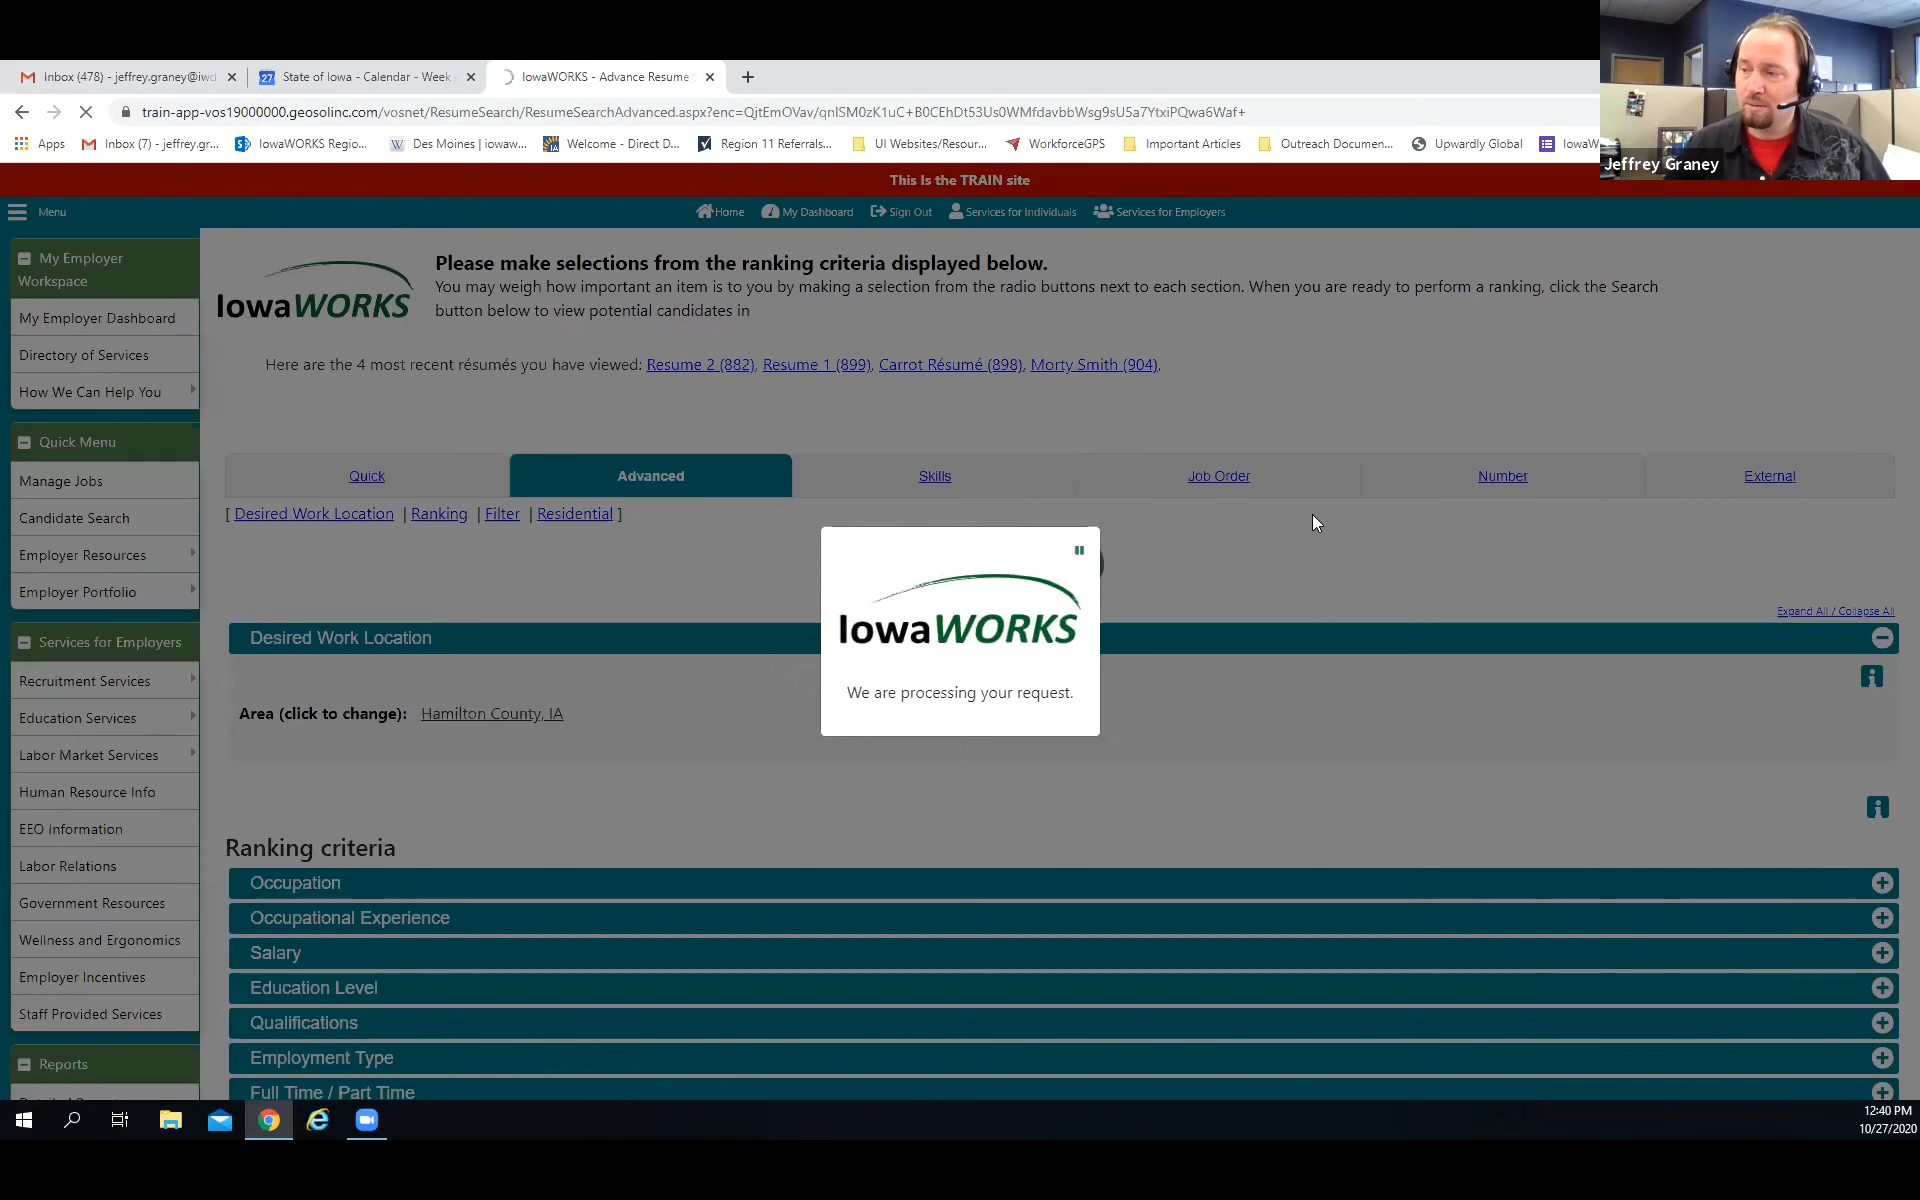 Inbox (478) - jeffrey.graney@iwd
State of Iowa - Calendar - Week
IowaWORKS - Advance Resume
train-app-vos19000000.geosolinc.com/vosnet/ResumeSearch/ResumeSearchAdvanced.aspx?enc=QjtEmOVav/qnlSM0zK1uC+B0CEhDt53Us0WMfdavbbWsg9sU5a7YtxiPQwa6Waf+
Apps
Inbox (7) - jeffrey.gr...
IowaWORKS Regio...
Des Moines | iowaw...
Welcome - Direct D...
Region 11 Referrals...
UI Websites/Resour...
WorkforceGPS
Important Articles
Outreach Documen...
Upwardly Global
IowaW
Jeffrey Graney
This Is the TRAIN site
Menu
Home
My Dashboard
Sign Out
Services for Individuals
Services for Employers
My Employer
Workspace
My Employer Dashboard
Directory of Services
How We Can Help You
Quick Menu
Manage Jobs
Candidate Search
Employer Resources
Employer Portfolio
Services for Employers
Recruitment Services
Education Services
Labor Market Services
Human Resource Info
EEO information
Labor Relations
Government Resources
Wellness and Ergonomics
Employer Incentives
Staff Provided Services
Reports
IowaWORKS
Please make selections from the ranking criteria displayed below.
You may weigh how important an item is to you by making a selection from the radio buttons next to each section. When you are ready to perform a ranking, click the Search
button below to view potential candidates in
Here are the 4 most recent résumés you have viewed: Resume 2 (882), Resume 1 (899), Carrot Résumé (898), Morty Smith (904),
Quick
Advanced
Skills
Job Order
Number
External
[ Desired Work Location | Ranking | Filter | Residential ]
IowaWORKS
We are processing your request.
Expand All / Collapse All
Desired Work Location
Area (click to change): Hamilton County, IA
Ranking criteria
Occupation
Occupational Experience
Salary
Education Level
Qualifications
Employment Type
Full Time / Part Time
12:40 PM
10/27/2020